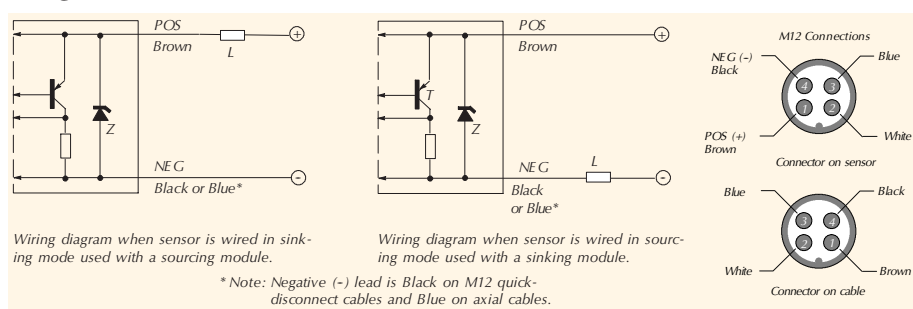 POS
Brown
L
+
Z
NEG
-
Black or Blue*
Wiring diagram when sensor is wired in sink-
ing mode used with a sourcing module.
POS
Brown
+
T
Z
NEG
L
-
Black
or Blue*
Wiring diagram when sensor is wired in sourc-
ing mode used with a sinking module.
* Note: Negative (-) lead is Black on M12 quick-
disconnect cables and Blue on axial cables.
M12 Connections
NEG (-)
Black
Blue
4 3
1 2
POS (+)
Brown
White
Connector on sensor
Blue
Black
3 4
2 1
White
Brown
Connector on cable